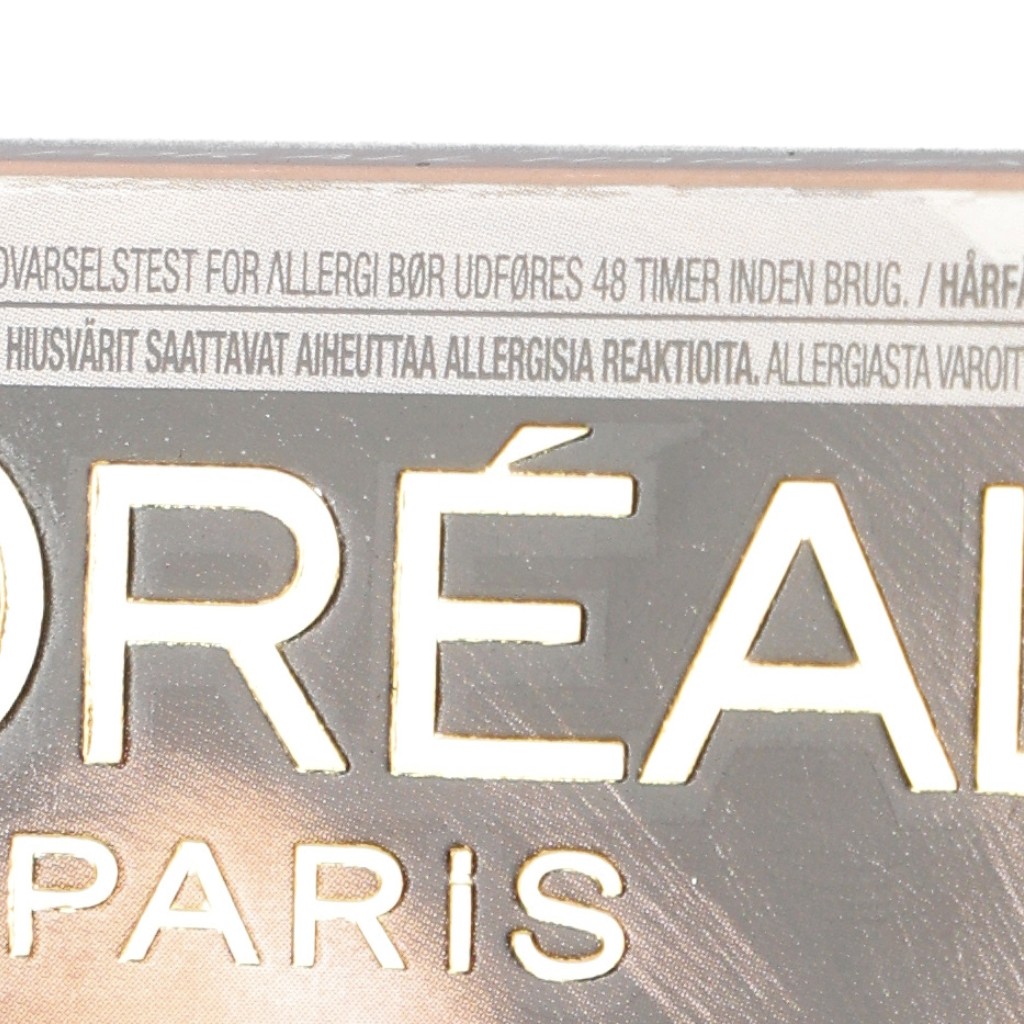 OVARSELSTEST FOR ALLERGI BØR UDFØRES 48 TIMER INDEN BRUG. / HÅRFA
HIUSVÄRIT SAATTAVAT AIHEUTTAA ALLERGISIA REAKTIOITA. ALLERGIASTA VAROIT
ORÉAL
PARIS